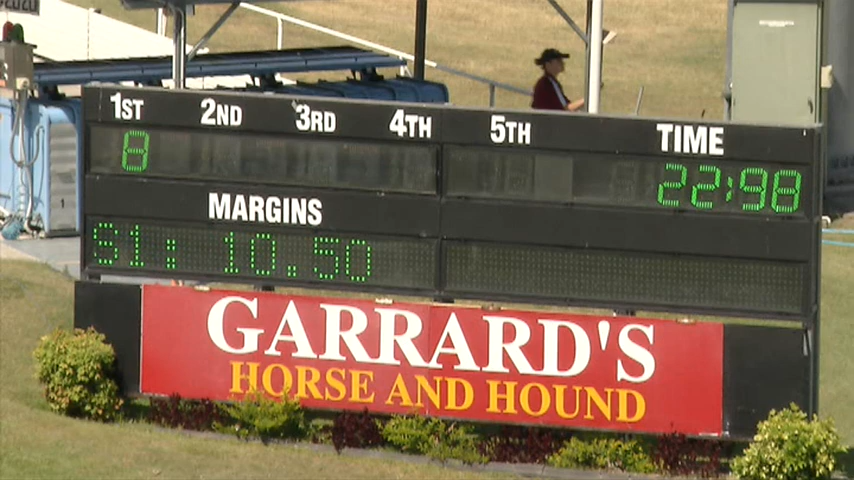 1ST 2ND 3RD 4TH 5TH TIME
8 22:98
MARGINS
S1: 10.50
GARRARD'S
HORSE AND HOUND